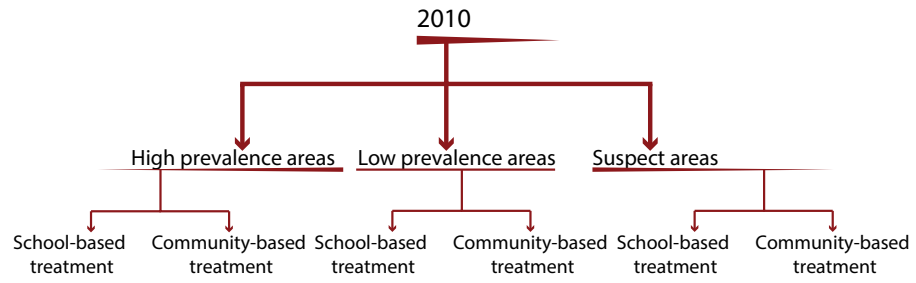 2010
High prevalence areas
Low prevalence areas
Suspect areas
School-based
treatment
Community-based
treatment
School-based
treatment
Community-based
treatment
School-based
treatment
Community-based
treatment